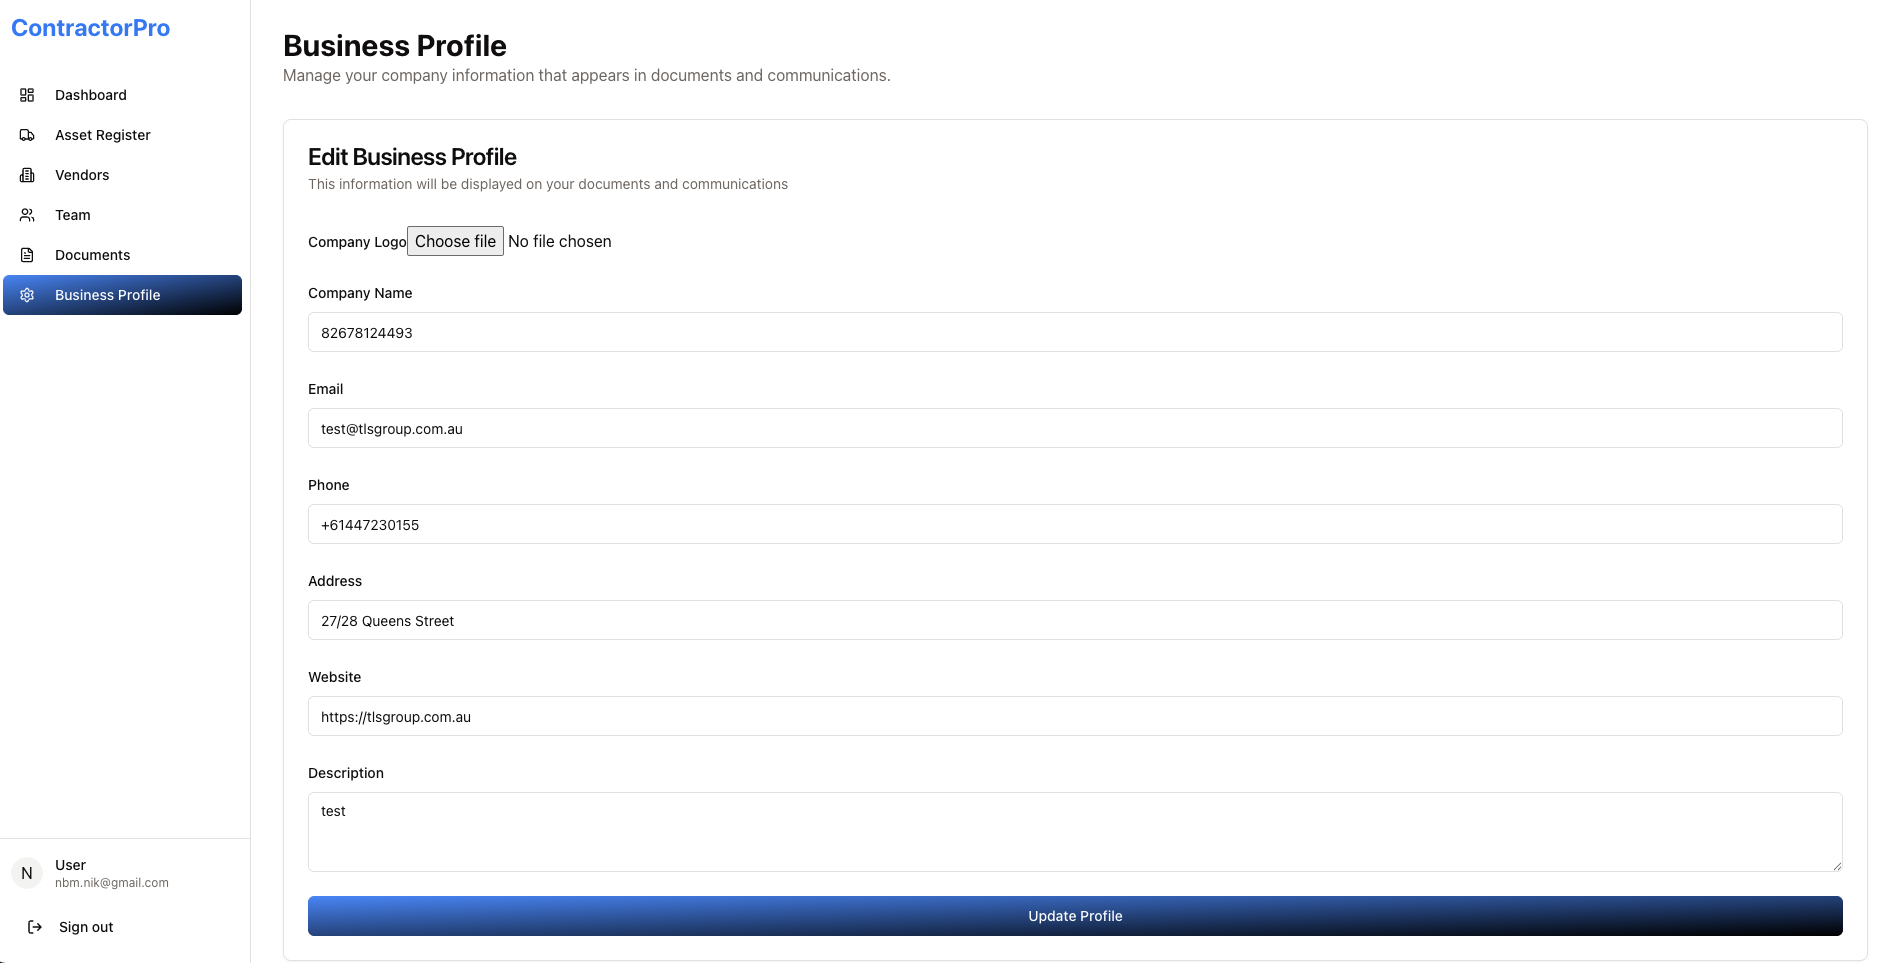 ContractorPro
Dashboard
Asset Register
Vendors
Team
Documents
Business Profile
N
User
nbm.nik@gmail.com
Sign out
Business Profile
Manage your company information that appears in documents and communications.
Edit Business Profile
This information will be displayed on your documents and communications
Company Logo Choose file No file chosen
Company Name
82678124493
Email
test@tlsgroup.com.au
Phone
+61447230155
Address
27/28 Queens Street
Website
https://tlsgroup.com.au
Description
test
Update Profile